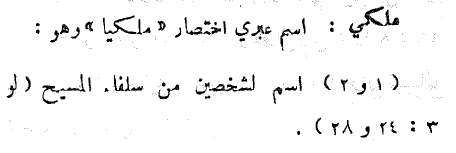 ملكي : اسم عبري اختصار «ملكيا» وهو :
(١ و ٢) اسم لشخصين من سلفاء المسيح (لو
٣ : ٢٤ و ٢٨) .